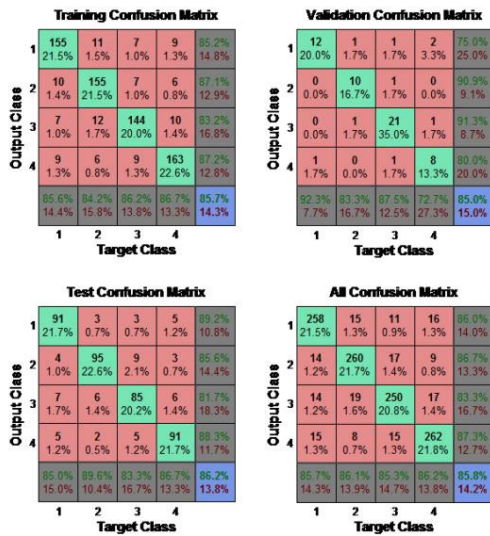 Training Confusion Matrix
1 155 11 7 9 85.2%
21.5% 1.5% 1.0% 1.3% 14.8%
2 10 155 7 6 87.1%
1.4% 21.5% 1.0% 0.8% 12.9%
3 7 12 144 10 83.2%
1.0% 1.7% 20.0% 1.4% 16.8%
4 9 6 9 163 87.2%
1.3% 0.8% 1.3% 22.6% 12.8%
85.6% 84.2% 86.2% 86.7% 85.7%
14.4% 15.8% 13.8% 13.3% 14.3%
1 2 3 4
Target Class
Output Class
Validation Confusion Matrix
1 12 1 1 2 75.0%
20.0% 1.7% 1.7% 3.3% 25.0%
2 0 10 1 0 90.9%
0.0% 16.7% 1.7% 0.0% 9.1%
3 0 1 21 1 91.3%
0.0% 1.7% 35.0% 1.7% 8.7%
4 1 0 1 8 80.0%
1.7% 0.0% 1.7% 13.3% 20.0%
92.3% 83.3% 87.5% 72.7% 85.0%
7.7% 16.7% 12.5% 27.3% 15.0%
1 2 3 4
Target Class
Output Class
Test Confusion Matrix
1 91 3 3 5 89.2%
21.7% 0.7% 0.7% 1.2% 10.8%
2 4 95 9 3 85.6%
1.0% 22.6% 2.1% 0.7% 14.4%
3 7 6 85 6 81.7%
1.7% 1.4% 20.2% 1.4% 18.3%
4 5 2 5 91 88.3%
1.2% 0.5% 1.2% 21.7% 11.7%
85.0% 89.6% 83.3% 86.7% 86.2%
15.0% 10.4% 16.7% 13.3% 13.8%
1 2 3 4
Target Class
Output Class
All Confusion Matrix
1 258 15 11 16 86.0%
21.5% 1.3% 0.9% 1.3% 14.0%
2 14 260 17 9 86.7%
1.2% 21.7% 1.4% 0.8% 13.3%
3 14 19 250 17 83.3%
1.2% 1.6% 20.8% 1.4% 16.7%
4 15 8 15 262 87.3%
1.3% 0.7% 1.3% 21.8% 12.7%
85.7% 86.1% 85.3% 86.2% 85.8%
14.3% 13.9% 14.7% 13.8% 14.2%
1 2 3 4
Target Class
Output Class